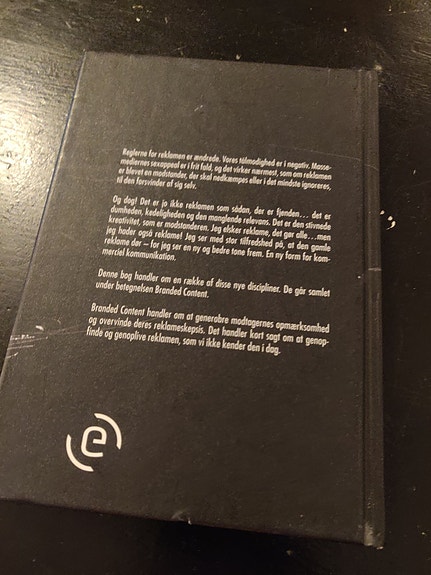 Reglerne for reklamen er ændrede. Vores tålmodighed er i negativ. Masse-
mediernes sexappeal er i frit fald, og det virker nærmest, som om reklamen
er blevet en modstander, der skal nedkæmpes eller i det mindste ignoreres,
til den forsvinder af sig selv.
Og dog! Det er jo ikke reklamen som sådan, der er fjenden... det er
dumheden, kedeligheden og den manglende relevans. Det er den stivnede
kreativitet, som er modstanderen. Jeg elsker reklame, det gør alle...men
jeg hader også reklame! Jeg ser med stor tilfredshed på, at den gamle
reklame dør – for jeg ser en ny og bedre tone frem. En ny form for kom-
merciel kommunikation.
Denne bog handler om en række af disse nye discipliner. De går samlet
under betegnelsen Branded Content.
Branded Content handler om at generobre modtagernes opmærksomhed
og overvinde deres reklameskepsis. Det handler kort sagt om at genop-
finde og genoplive reklamen, som vi ikke kender den i dag.
e